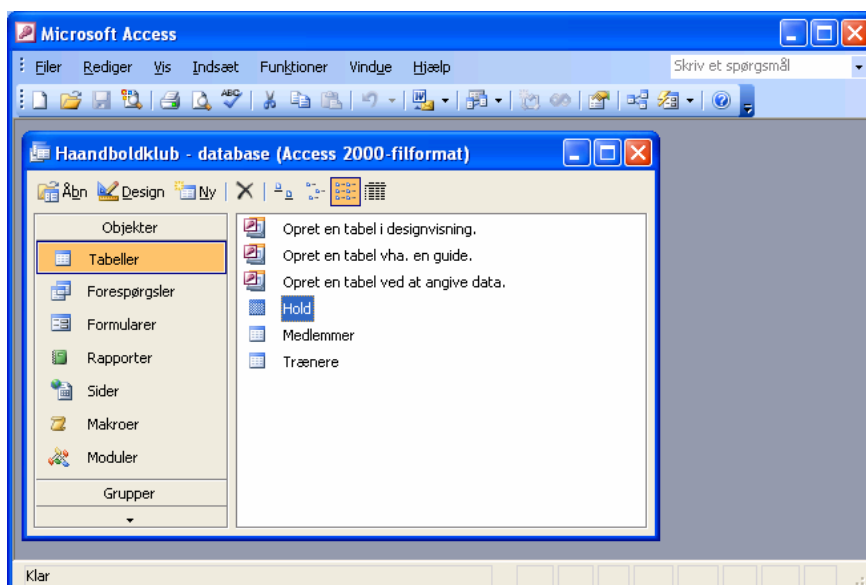 Microsoft Access
Filer Rediger Vis Indsæt Funktioner Vindue Hjælp Skriv et spørgsmål
Haandboldklub - database (Access 2000-filformat)
Åbn Design Ny
Objekter
Tabeller
Forespørgsler
Formularer
Rapporter
Sider
Makroer
Moduler
Grupper
Opret en tabel i designvisning.
Opret en tabel vha. en guide.
Opret en tabel ved at angive data.
Hold
Medlemmer
Trænere
Klar